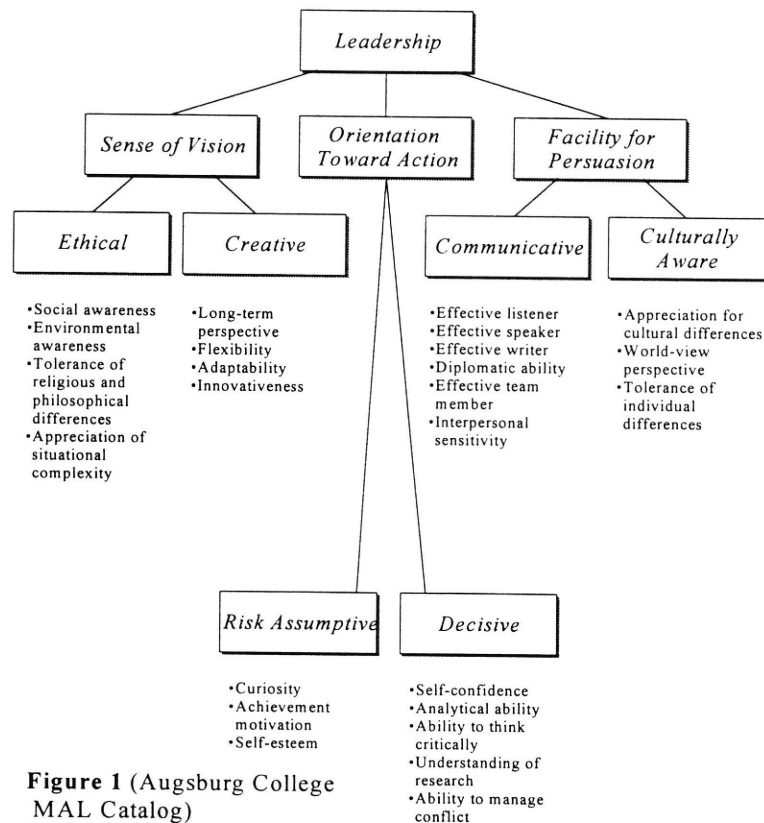 Leadership
Sense of Vision
Orientation
Toward Action
Facility for
Persuasion
Ethical
Creative
Communicative
Culturally
Aware
•Social awareness
•Environmental
awareness
•Tolerance of
religious and
philosophical
differences
•Appreciation of
situational
complexity
•Long-term
perspective
•Flexibility
•Adaptability
•Innovativeness
•Effective listener
•Effective speaker
•Effective writer
•Diplomatic ability
•Effective team
member
•Interpersonal
sensitivity
•Appreciation for
cultural differences
•World-view
perspective
•Tolerance of
individual
differences
Risk Assumptive
Decisive
•Curiosity
•Achievement
motivation
•Self-esteem
•Self-confidence
•Analytical ability
•Ability to think
critically
•Understanding of
research
•Ability to manage
conflict
Figure 1 (Augsburg College
MAL Catalog)